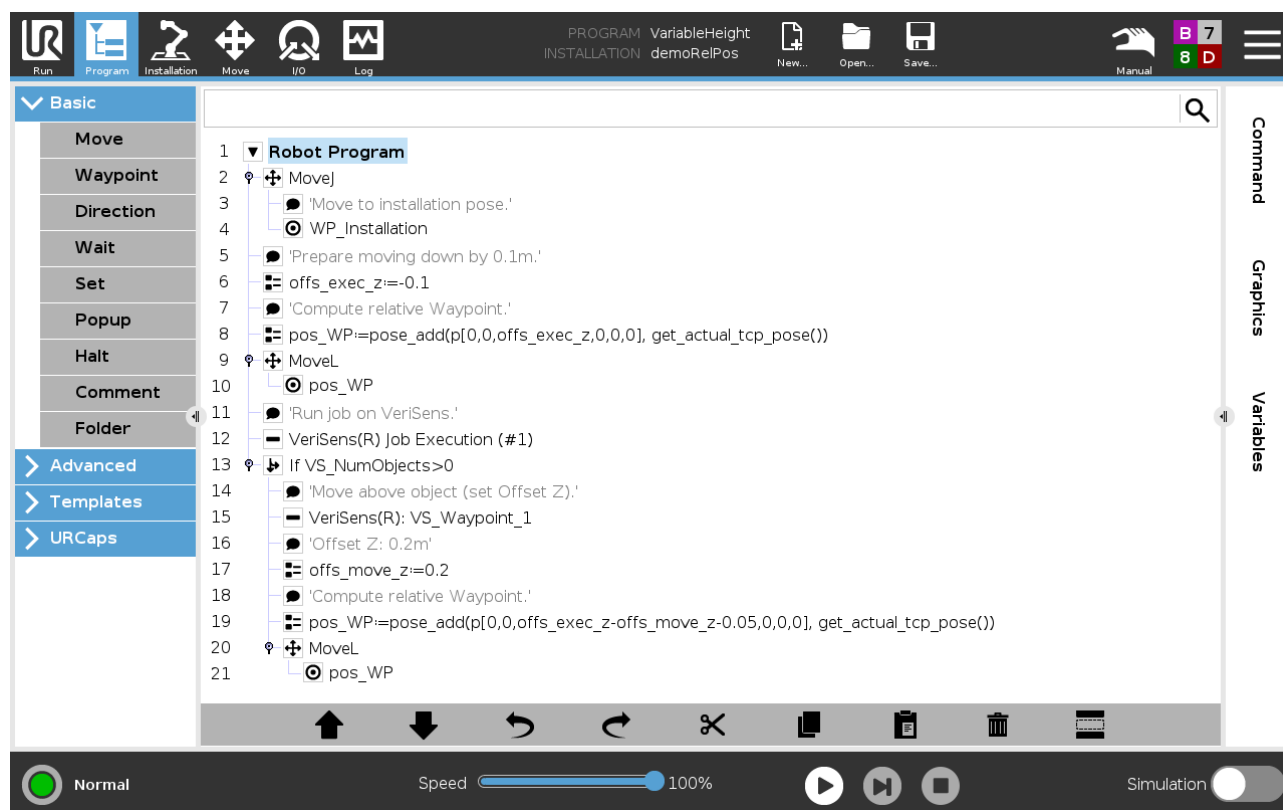 PROGRAM VariableHeight
INSTALLATION demoRelPos
UR
Run
Program
Installation
Move
I/O
Log
New...
Open...
Save...
Manual
B 7
8 D
Basic
Move
Waypoint
Direction
Wait
Set
Popup
Halt
Comment
Folder
Advanced
Templates
URCaps
1 Robot Program
2 MoveJ
3 'Move to installation pose.'
4 WP_Installation
5 'Prepare moving down by 0.1m.'
6 offs_exec_z≔-0.1
7 'Compute relative Waypoint.'
8 pos_WP≔pose_add(p[0,0,offs_exec_z,0,0,0], get_actual_tcp_pose())
9 MoveL
10 pos_WP
11 'Run job on VeriSens.'
12 VeriSens(R) Job Execution (#1)
13 If VS_NumObjects>0
14 'Move above object (set Offset Z).'
15 VeriSens(R): VS_Waypoint_1
16 'Offset Z: 0.2m'
17 offs_move_z≔0.2
18 'Compute relative Waypoint.'
19 pos_WP≔pose_add(p[0,0,offs_exec_z-offs_move_z-0.05,0,0,0], get_actual_tcp_pose())
20 MoveL
21 pos_WP
Command
Graphics
Variables
Normal
Speed 100%
Simulation